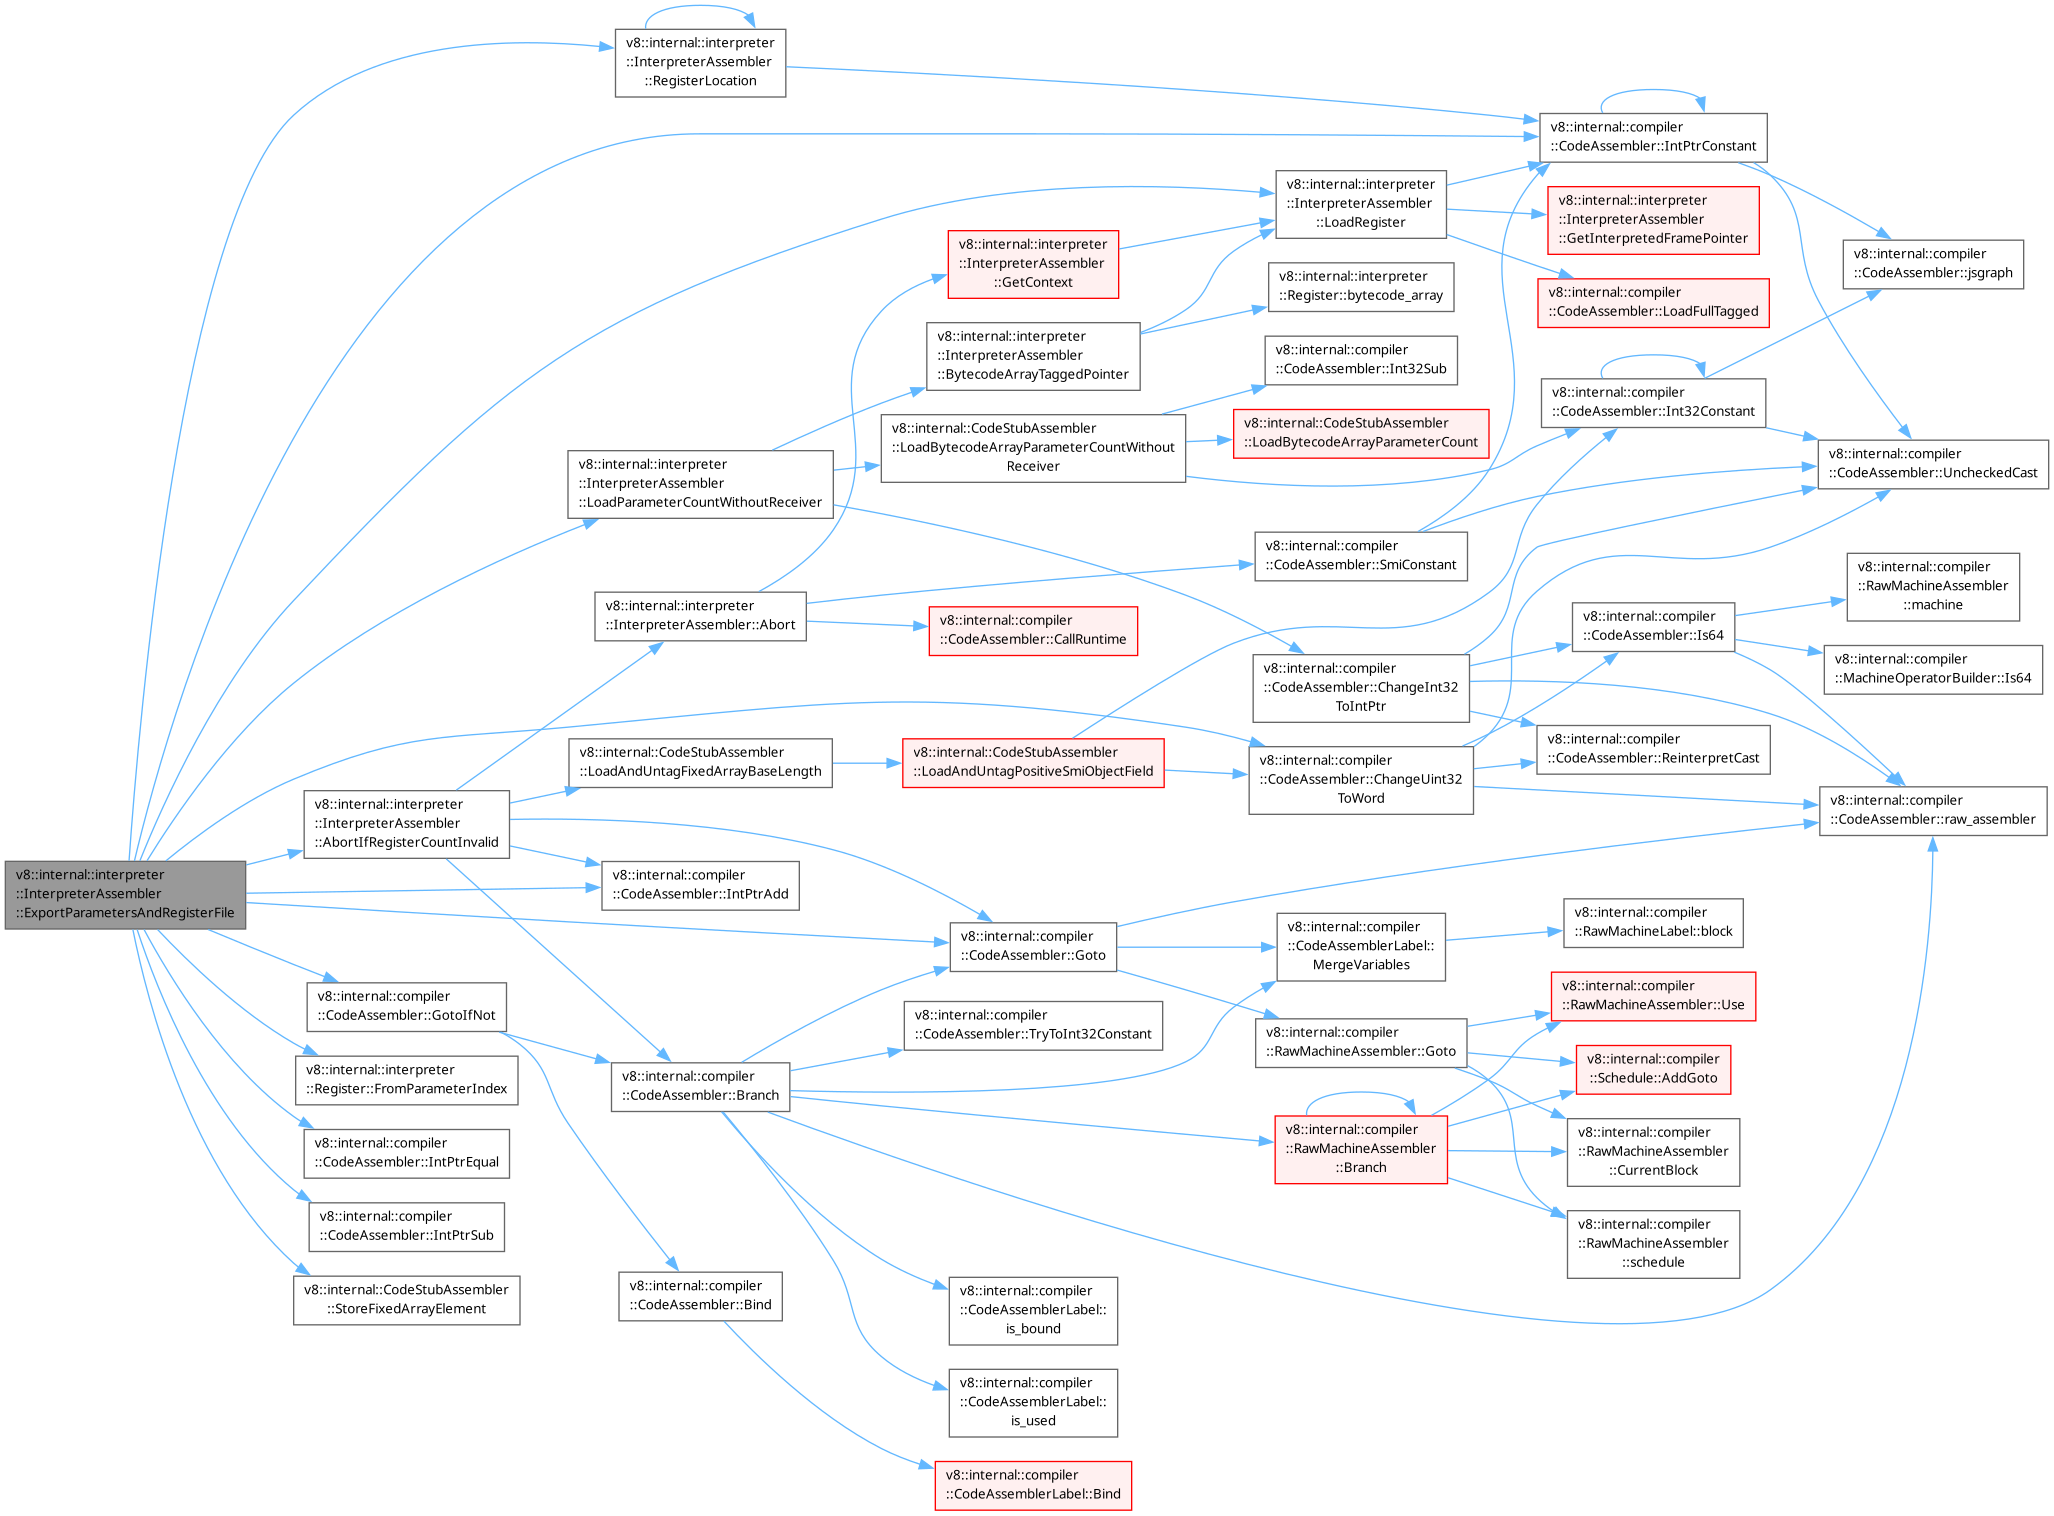 v8::internal::interpreter
::InterpreterAssembler
::ExportParametersAndRegisterFile
v8::internal::interpreter
::InterpreterAssembler
::AbortIfRegisterCountInvalid
v8::internal::compiler
::CodeAssembler::GotoIfNot
v8::internal::interpreter
::Register::FromParameterIndex
v8::internal::compiler
::CodeAssembler::IntPtrEqual
v8::internal::compiler
::CodeAssembler::IntPtrSub
v8::internal::CodeStubAssembler
::StoreFixedArrayElement
v8::internal::interpreter
::InterpreterAssembler
::RegisterLocation
v8::internal::interpreter
::InterpreterAssembler
::LoadParameterCountWithoutReceiver
v8::internal::interpreter
::InterpreterAssembler::Abort
v8::internal::CodeStubAssembler
::LoadAndUntagFixedArrayBaseLength
v8::internal::compiler
::CodeAssembler::IntPtrAdd
v8::internal::compiler
::CodeAssembler::Branch
v8::internal::compiler
::CodeAssembler::Bind
v8::internal::interpreter
::InterpreterAssembler
::GetContext
v8::internal::interpreter
::InterpreterAssembler
::BytecodeArrayTaggedPointer
v8::internal::CodeStubAssembler
::LoadBytecodeArrayParameterCountWithout
Receiver
v8::internal::compiler
::CodeAssembler::CallRuntime
v8::internal::CodeStubAssembler
::LoadAndUntagPositiveSmiObjectField
v8::internal::compiler
::CodeAssembler::Goto
v8::internal::compiler
::CodeAssembler::TryToInt32Constant
v8::internal::compiler
::CodeAssemblerLabel::
is_bound
v8::internal::compiler
::CodeAssemblerLabel::
is_used
v8::internal::compiler
::CodeAssemblerLabel::Bind
v8::internal::interpreter
::InterpreterAssembler
::LoadRegister
v8::internal::interpreter
::Register::bytecode_array
v8::internal::compiler
::CodeAssembler::Int32Sub
v8::internal::CodeStubAssembler
::LoadBytecodeArrayParameterCount
v8::internal::compiler
::CodeAssembler::SmiConstant
v8::internal::compiler
::CodeAssembler::ChangeInt32
ToIntPtr
v8::internal::compiler
::CodeAssembler::ChangeUint32
ToWord
v8::internal::compiler
::CodeAssemblerLabel::
MergeVariables
v8::internal::compiler
::RawMachineAssembler::Goto
v8::internal::compiler
::RawMachineAssembler
::Branch
v8::internal::compiler
::CodeAssembler::IntPtrConstant
v8::internal::interpreter
::InterpreterAssembler
::GetInterpretedFramePointer
v8::internal::compiler
::CodeAssembler::LoadFullTagged
v8::internal::compiler
::CodeAssembler::Int32Constant
v8::internal::compiler
::CodeAssembler::Is64
v8::internal::compiler
::CodeAssembler::ReinterpretCast
v8::internal::compiler
::RawMachineLabel::block
v8::internal::compiler
::RawMachineAssembler::Use
v8::internal::compiler
::Schedule::AddGoto
v8::internal::compiler
::RawMachineAssembler
::CurrentBlock
v8::internal::compiler
::RawMachineAssembler
::schedule
v8::internal::compiler
::CodeAssembler::jsgraph
v8::internal::compiler
::CodeAssembler::UncheckedCast
v8::internal::compiler
::RawMachineAssembler
::machine
v8::internal::compiler
::MachineOperatorBuilder::Is64
v8::internal::compiler
::CodeAssembler::raw_assembler